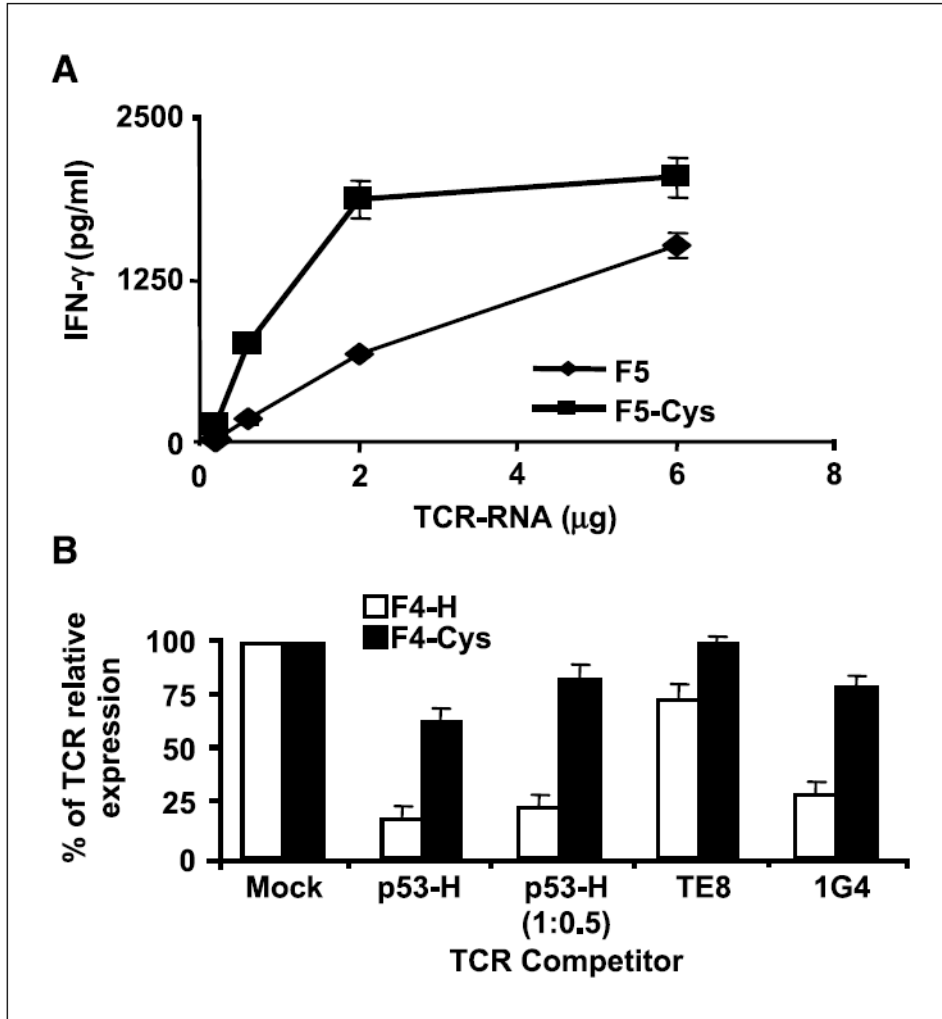 A
2500
1250
0
IFN-γ (pg/ml)
F5
F5-Cys
0 2 4 6 8
TCR-RNA (μg)
B
F4-H
F4-Cys
100
75
50
25
0
% of TCR relative
expression
Mock p53-H p53-H TE8 1G4
(1:0.5)
TCR Competitor